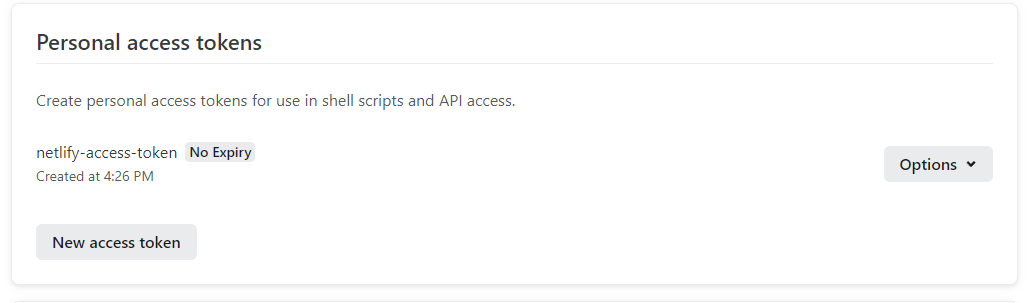 Personal access tokens
Create personal access tokens for use in shell scripts and API access.
netlify-access-token No Expiry
Created at 4:26 PM
Options
New access token